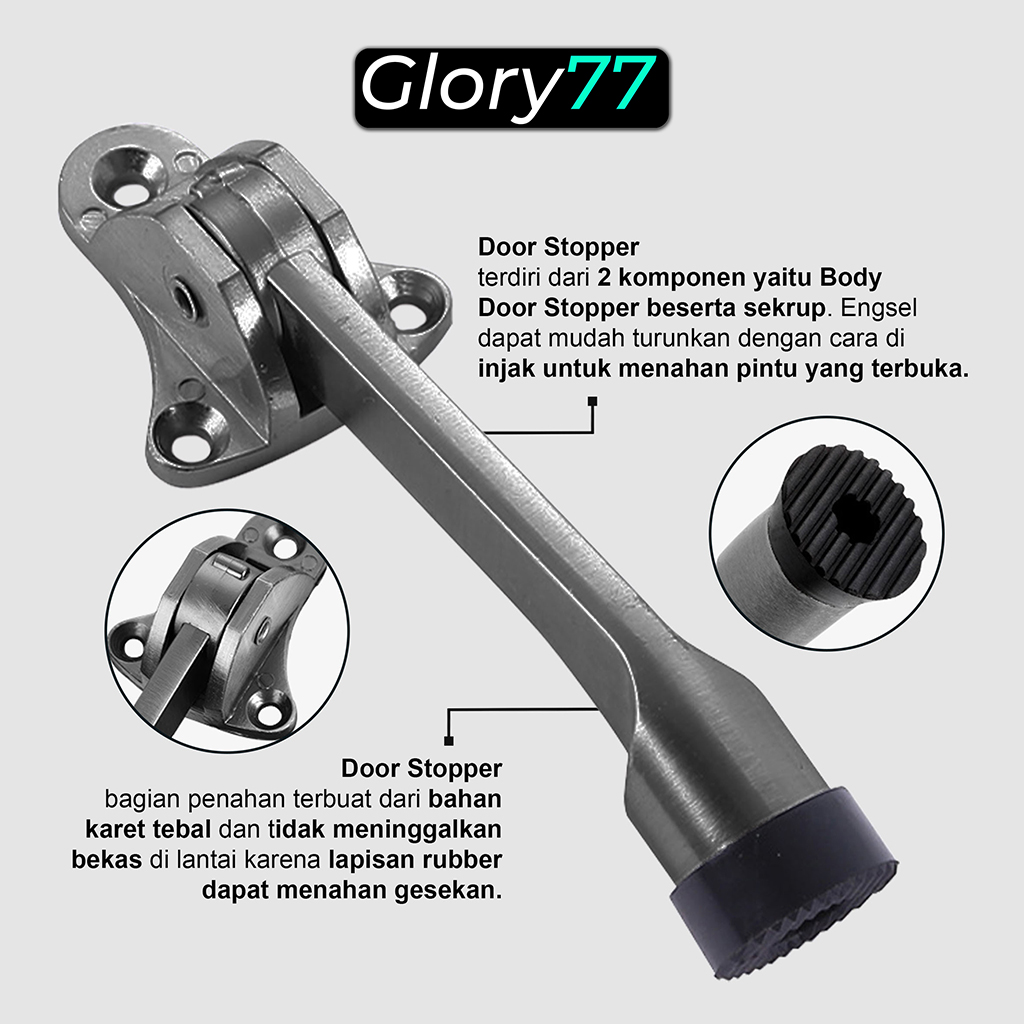 Glory77
Door Stopper
terdiri dari 2 komponen yaitu Body
Door Stopper beserta sekrup. Engsel
dapat mudah turunkan dengan cara di
injak untuk menahan pintu yang terbuka.
Door Stopper
bagian penahan terbuat dari bahan
karet tebal dan tidak meninggalkan
bekas di lantai karena lapisan rubber
dapat menahan gesekan.